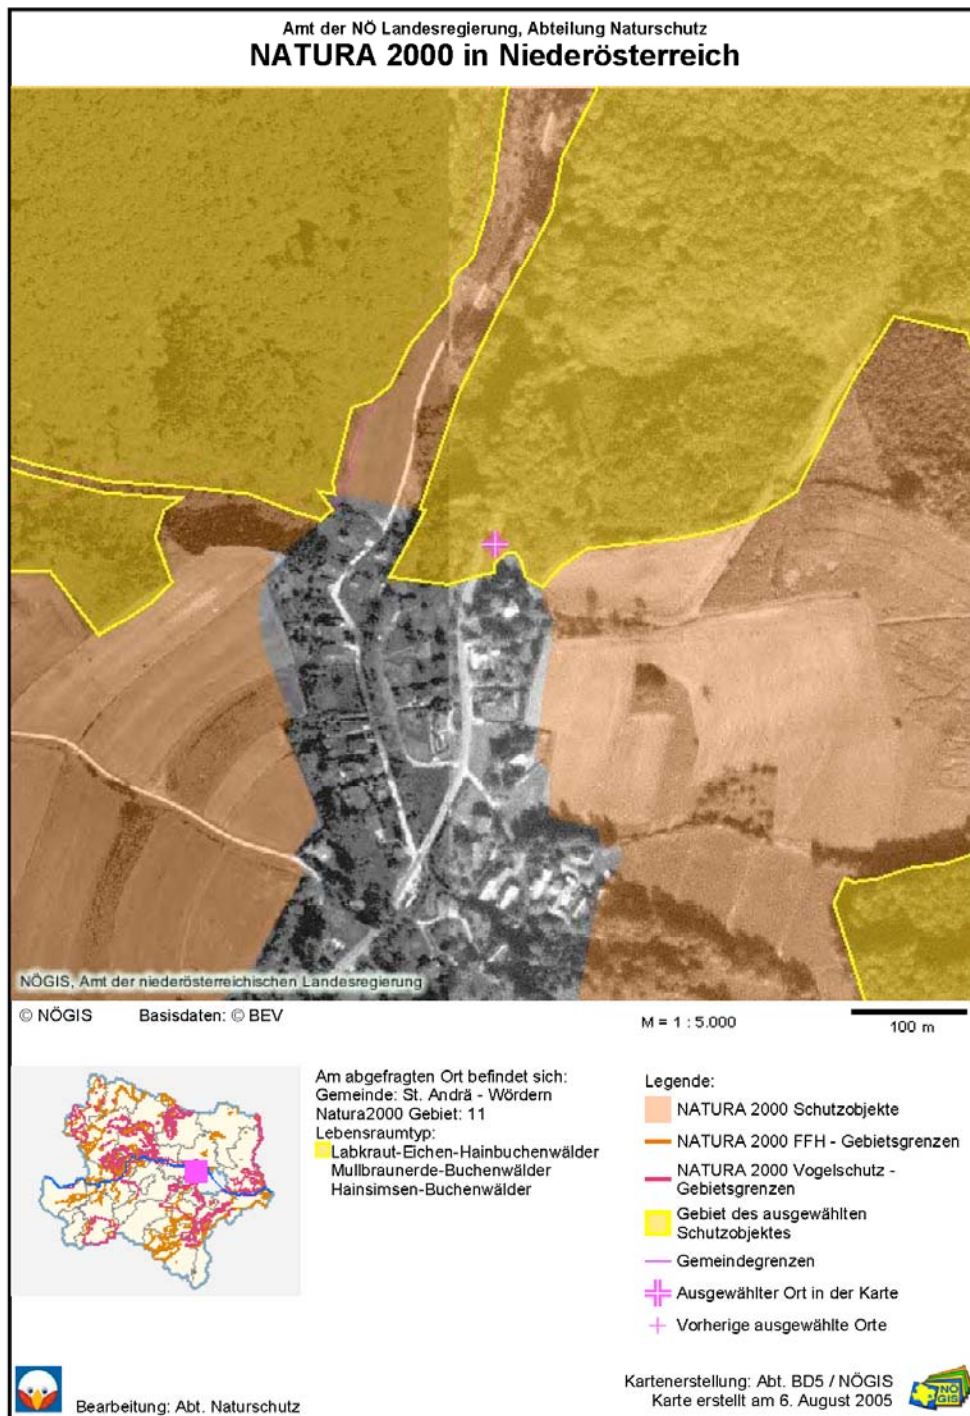 Amt der NÖ Landesregierung, Abteilung Naturschutz
NATURA 2000 in Niederösterreich
NÖGIS, Amt der niederösterreichischen Landesregierung
© NÖGIS Basisdaten: © BEV
M = 1 : 5.000
100 m
Am abgefragten Ort befindet sich:
Gemeinde: St. Andrä - Wördern
Natura2000 Gebiet: 11
Lebensraumtyp:
Labkraut-Eichen-Hainbuchenwälder
Mullbraunerde-Buchenwälder
Hainsimsen-Buchenwälder
Legende:
NATURA 2000 Schutzobjekte
NATURA 2000 FFH - Gebietsgrenzen
NATURA 2000 Vogelschutz -
Gebietsgrenzen
Gebiet des ausgewählten
Schutzobjektes
Gemeindegrenzen
Ausgewählter Ort in der Karte
Vorherige ausgewählte Orte
Bearbeitung: Abt. Naturschutz
Kartenerstellung: Abt. BD5 / NÖGIS
Karte erstellt am 6. August 2005
NÖ
GIS